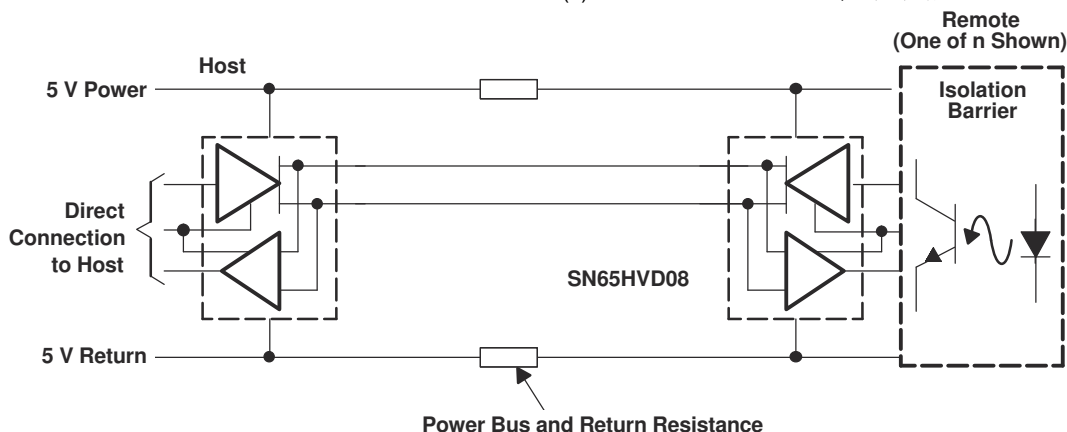 Remote
(One of n Shown)
Host
5 V Power
Isolation
Barrier
Direct
Connection
to Host
SN65HVD08
5 V Return
Power Bus and Return Resistance